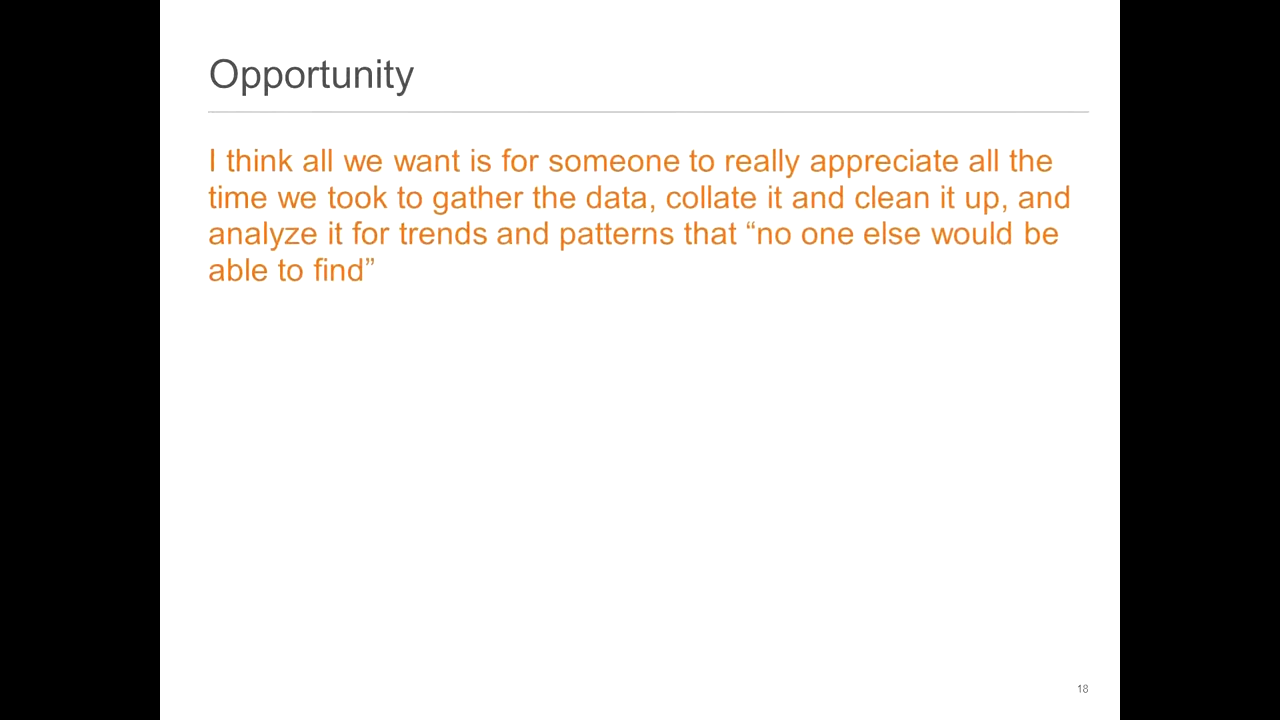 Opportunity
I think all we want is for someone to really appreciate all the
time we took to gather the data, collate it and clean it up, and
analyze it for trends and patterns that “no one else would be
able to find”
18